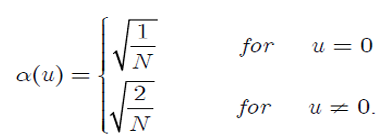 α(u) = { √(1/N) for u = 0
√(2/N) for u ≠ 0.